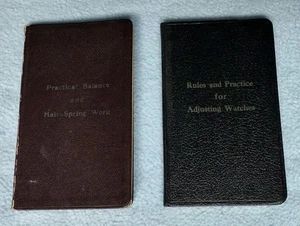 Practical Balance
and
Hair-Spring Work
Rules and Practice
for
Adjusting Watches